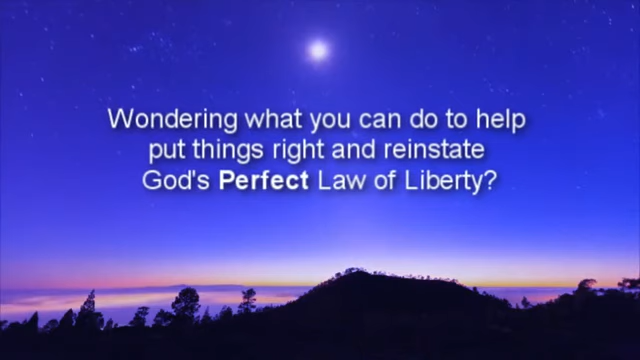 Wondering what you can do to help
put things right and reinstate
God's Perfect Law of Liberty?